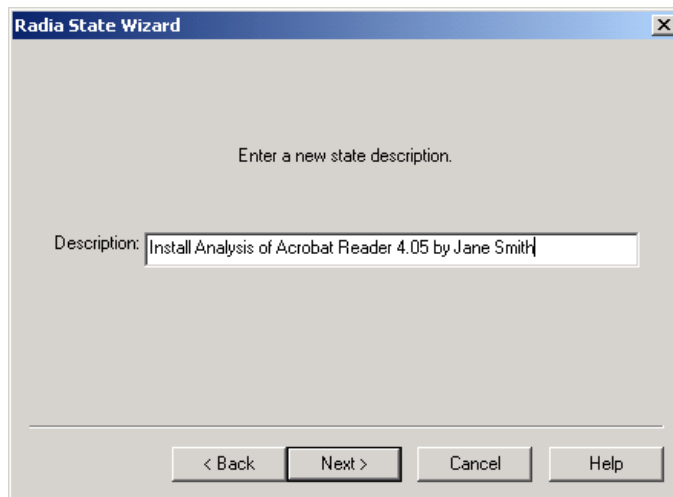 Radia State Wizard
Enter a new state description.
Description: Install Analysis of Acrobat Reader 4.05 by Jane Smith
< Back Next > Cancel Help